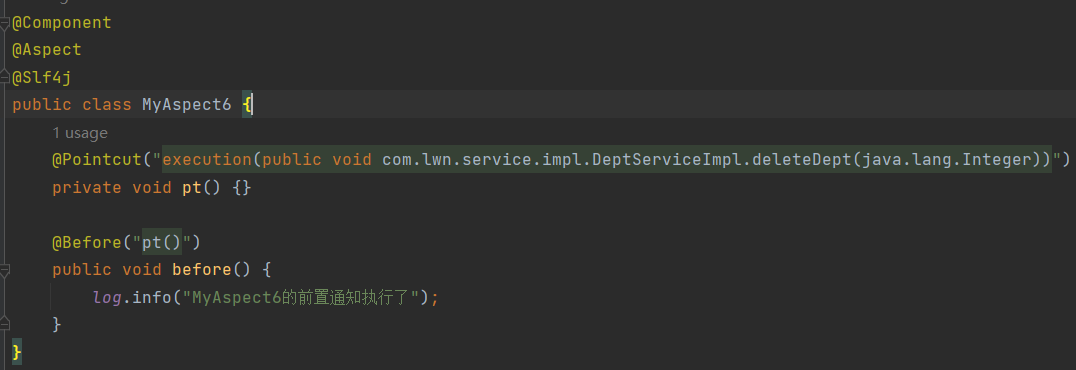 @Component
@Aspect
@Slf4j
public class MyAspect6 {
1 usage
@Pointcut("execution(public void com.lwn.service.impl.DeptServiceImpl.deleteDept(java.lang.Integer))")
private void pt() {}
@Before("pt()")
public void before() {
log.info("MyAspect6的前置通知执行了");
}
}